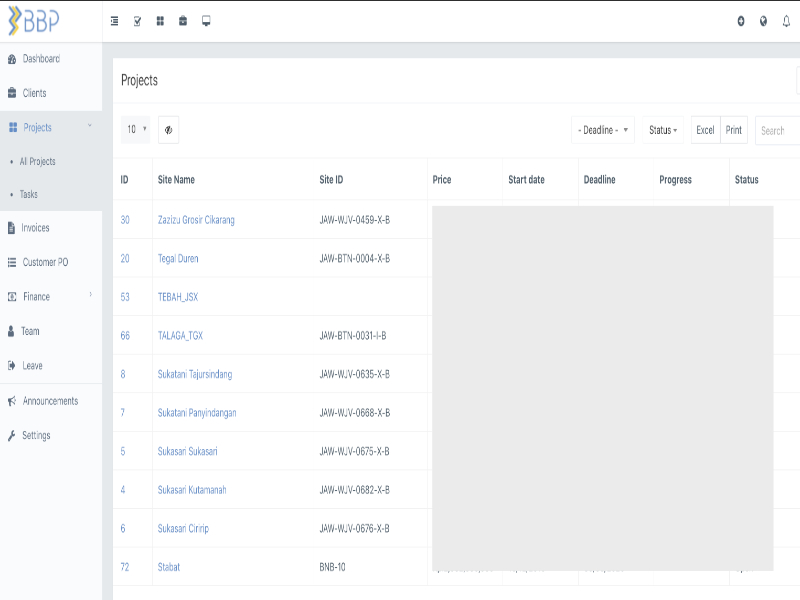 BBP
Dashboard
Clients
Projects
All Projects
Tasks
Invoices
Customer PO
Finance
Team
Leave
Announcements
Settings
Projects
10
- Deadline -
Status
Excel
Print
Search
ID Site Name Site ID Price Start date Deadline Progress Status
30 Zazizu Grosir Cikarang JAW-WJV-0459-X-B
20 Tegal Duren JAW-BTN-0004-X-B
53 TEBAH_JSX
66 TALAGA_TGX JAW-BTN-0031-I-B
8 Sukatani Tajursindang JAW-WJV-0635-X-B
7 Sukatani Panyindangan JAW-WJV-0668-X-B
5 Sukasari Sukasari JAW-WJV-0675-X-B
4 Sukasari Kutamanah JAW-WJV-0682-X-B
6 Sukasari Ciririp JAW-WJV-0676-X-B
72 Stabat BNB-10